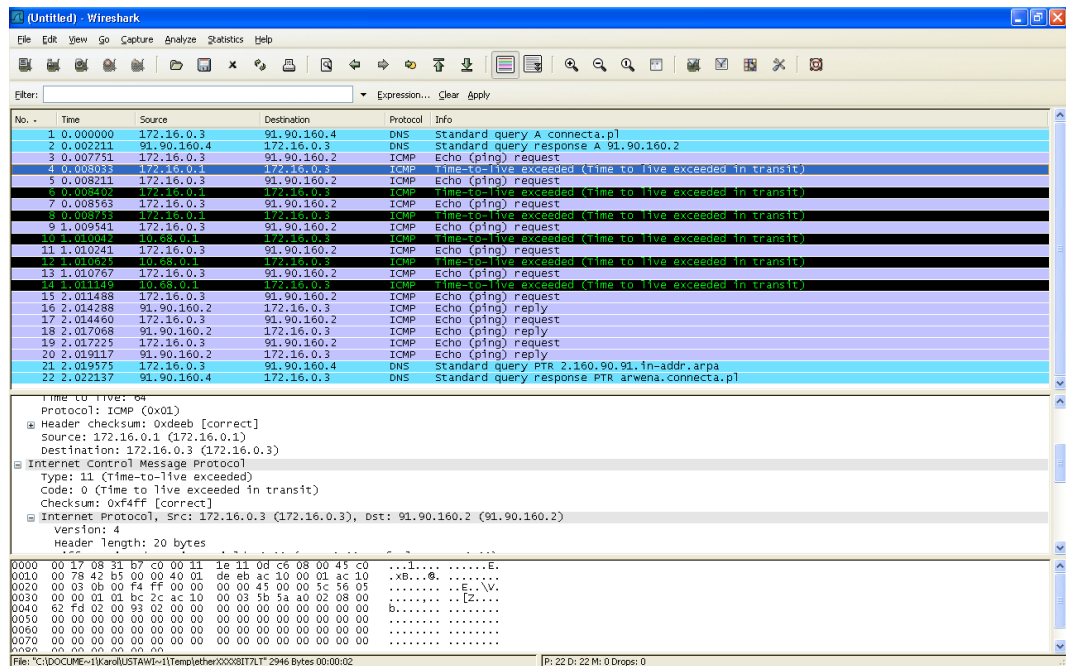 (Untitled) - Wireshark
File Edit View Go Capture Analyze Statistics Help
Filter: Expression... Clear Apply
No. - Time Source Destination Protocol Info
1 0.000000 172.16.0.3 91.90.160.4 DNS Standard query A connecta.pl
2 0.002211 91.90.160.4 172.16.0.3 DNS Standard query response A 91.90.160.2
3 0.007751 172.16.0.3 91.90.160.2 ICMP Echo (ping) request
4 0.008033 172.16.0.1 172.16.0.3 ICMP Time-to-live exceeded (Time to live exceeded in transit)
5 0.008211 172.16.0.3 91.90.160.2 ICMP Echo (ping) request
6 0.008402 172.16.0.1 172.16.0.3 ICMP Time-to-live exceeded (Time to live exceeded in transit)
7 0.008563 172.16.0.3 91.90.160.2 ICMP Echo (ping) request
8 0.008753 172.16.0.1 172.16.0.3 ICMP Time-to-live exceeded (Time to live exceeded in transit)
9 1.009541 172.16.0.3 91.90.160.2 ICMP Echo (ping) request
10 1.010042 10.68.0.1 172.16.0.3 ICMP Time-to-live exceeded (Time to live exceeded in transit)
11 1.010241 172.16.0.3 91.90.160.2 ICMP Echo (ping) request
12 1.010625 10.68.0.1 172.16.0.3 ICMP Time-to-live exceeded (Time to live exceeded in transit)
13 1.010767 172.16.0.3 91.90.160.2 ICMP Echo (ping) request
14 1.011149 10.68.0.1 172.16.0.3 ICMP Time-to-live exceeded (Time to live exceeded in transit)
15 2.011488 172.16.0.3 91.90.160.2 ICMP Echo (ping) request
16 2.014288 91.90.160.2 172.16.0.3 ICMP Echo (ping) reply
17 2.014460 172.16.0.3 91.90.160.2 ICMP Echo (ping) request
18 2.017068 91.90.160.2 172.16.0.3 ICMP Echo (ping) reply
19 2.017225 172.16.0.3 91.90.160.2 ICMP Echo (ping) request
20 2.019117 91.90.160.2 172.16.0.3 ICMP Echo (ping) reply
21 2.019575 172.16.0.3 91.90.160.4 DNS Standard query PTR 2.160.90.91.in-addr.arpa
22 2.022137 91.90.160.4 172.16.0.3 DNS Standard query response PTR arwena.connecta.pl
Time to live: 64
Protocol: ICMP (0x01)
Header checksum: 0xdeeb [correct]
Source: 172.16.0.1 (172.16.0.1)
Destination: 172.16.0.3 (172.16.0.3)
Internet Control Message Protocol
Type: 11 (Time-to-live exceeded)
Code: 0 (Time to live exceeded in transit)
Checksum: 0xf4ff [correct]
Internet Protocol, Src: 172.16.0.3 (172.16.0.3), Dst: 91.90.160.2 (91.90.160.2)
Version: 4
Header length: 20 bytes
0000 00 17 08 31 b7 c0 00 11 1e 11 0d c6 08 00 45 c0 ...1.... ......E.
0010 00 78 42 b5 00 00 40 01 de eb ac 10 00 01 ac 10 .xB...@. ........
0020 00 03 0b 00 f4 ff 00 00 00 00 45 00 00 5c 56 05 ........ ..E..\V.
0030 00 00 01 01 bc 2c ac 10 00 03 5b 5a a0 02 08 00 .....,.. ..[Z....
0040 62 fd 02 00 93 02 00 00 00 00 00 00 00 00 00 00 b....... ........
0050 00 00 00 00 00 00 00 00 00 00 00 00 00 00 00 00 ........ ........
0060 00 00 00 00 00 00 00 00 00 00 00 00 00 00 00 00 ........ ........
0070 00 00 00 00 00 00 00 00 00 00 00 00 00 00 00 00 ........ ........
0080 00 00 00 00 00 00
File: "C:\DOCUME~1\Karol\USTAWI~1\Temp\etherXXXX8IT7LT" 2946 Bytes 00:00:02 P: 22 D: 22 M: 0 Drops: 0